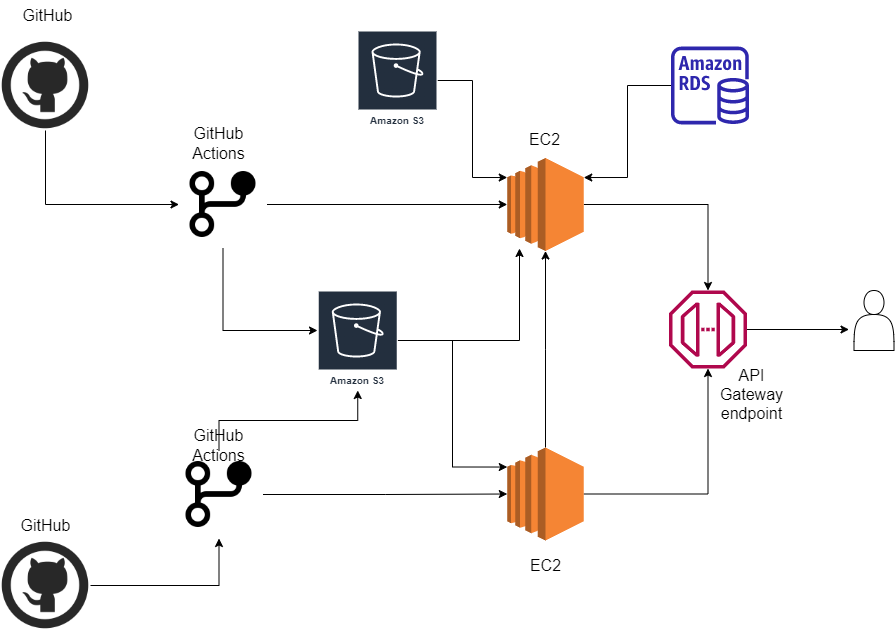 GitHub
Amazon S3
Amazon
RDS
EC2
GitHub
Actions
Amazon S3
API
Gateway
endpoint
GitHub
Actions
GitHub
EC2